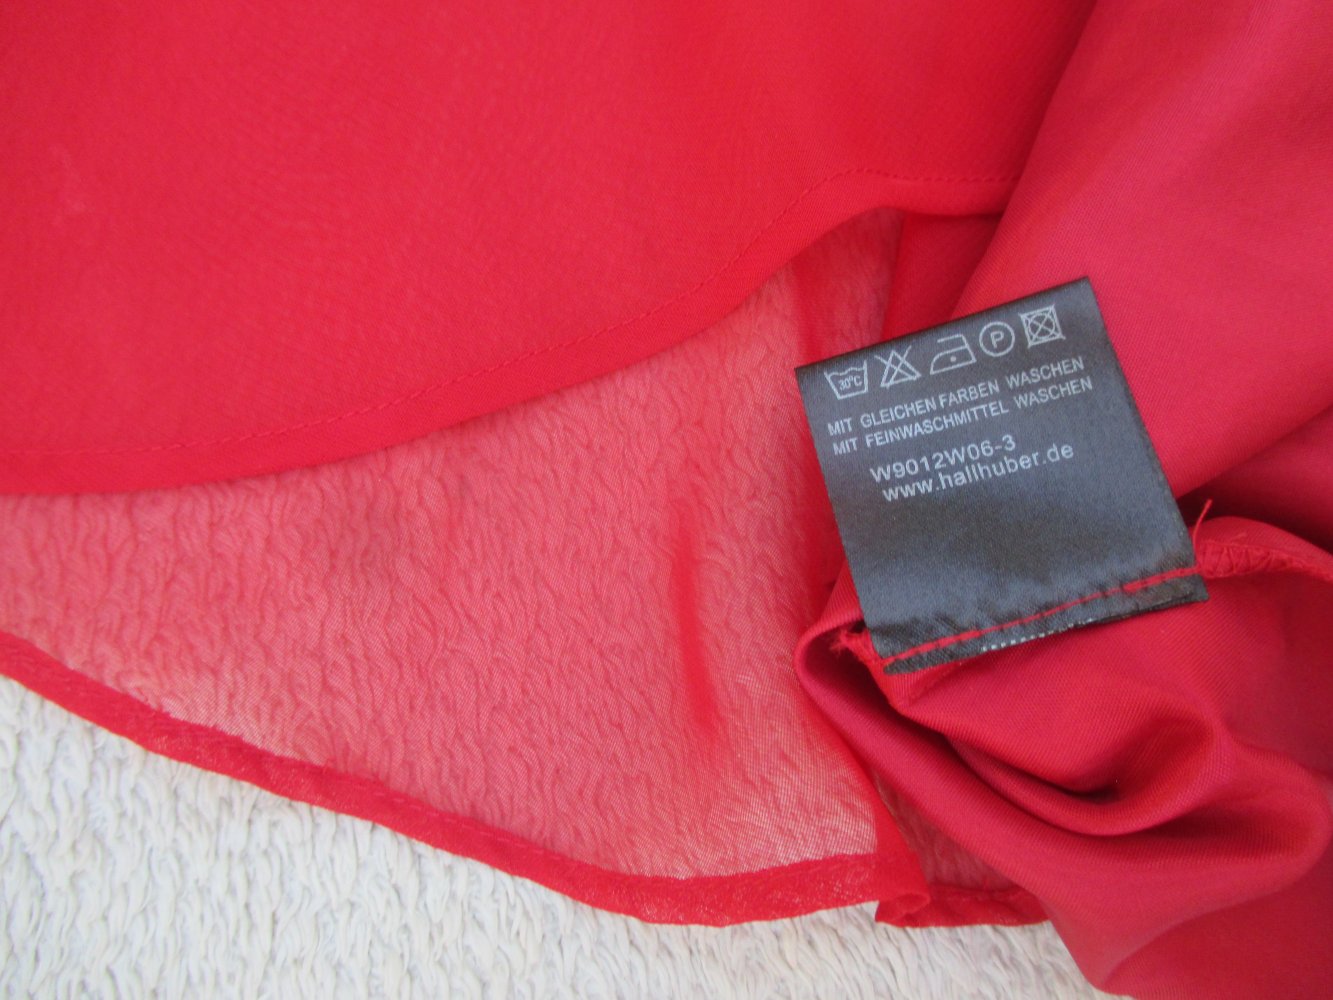 30°C P
MIT GLEICHEN FARBEN WASCHEN
MIT FEINWASCHMITTEL WASCHEN
W9012W06-3
www.hallhuber.de